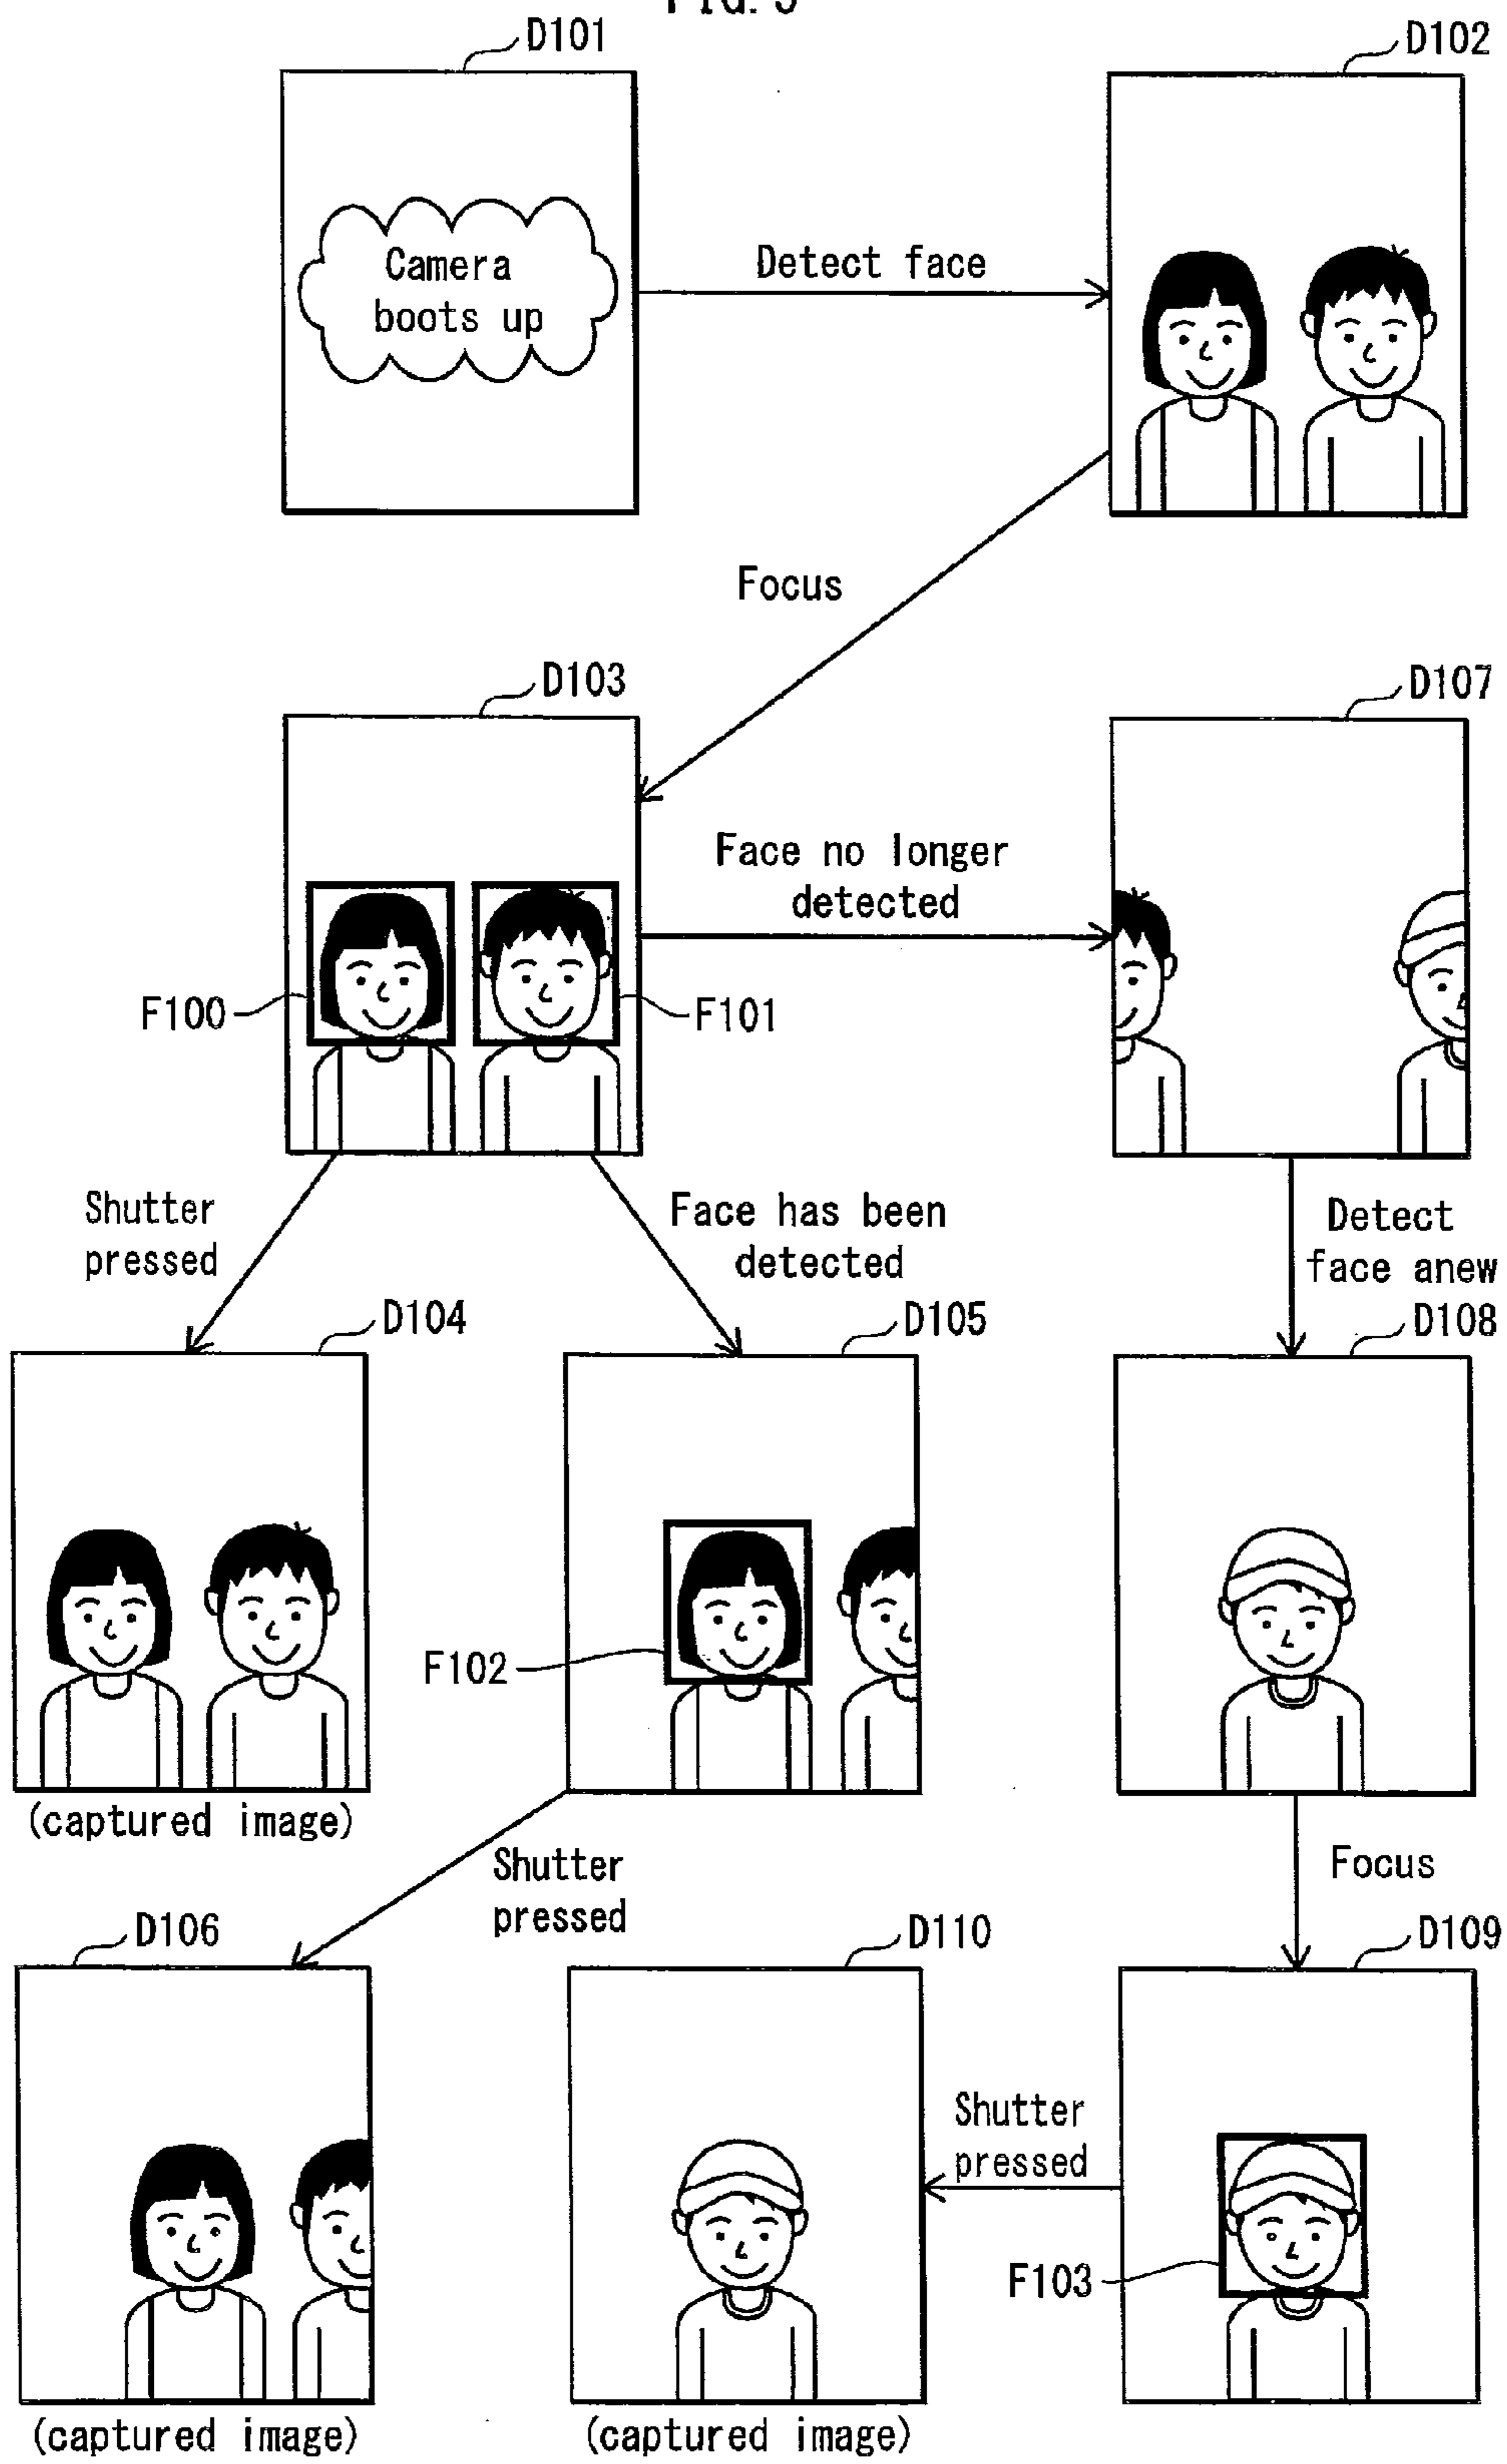 D101
D102
Camera
boots up
Detect face
Focus
D103
D107
Face no longer
detected
F100
F101
Shutter
pressed
Face has been
detected
Detect
face anew
D104
D105
D108
F102
(captured image)
Shutter
pressed
Focus
D106
D110
D109
Shutter
pressed
F103
(captured image)
(captured image)